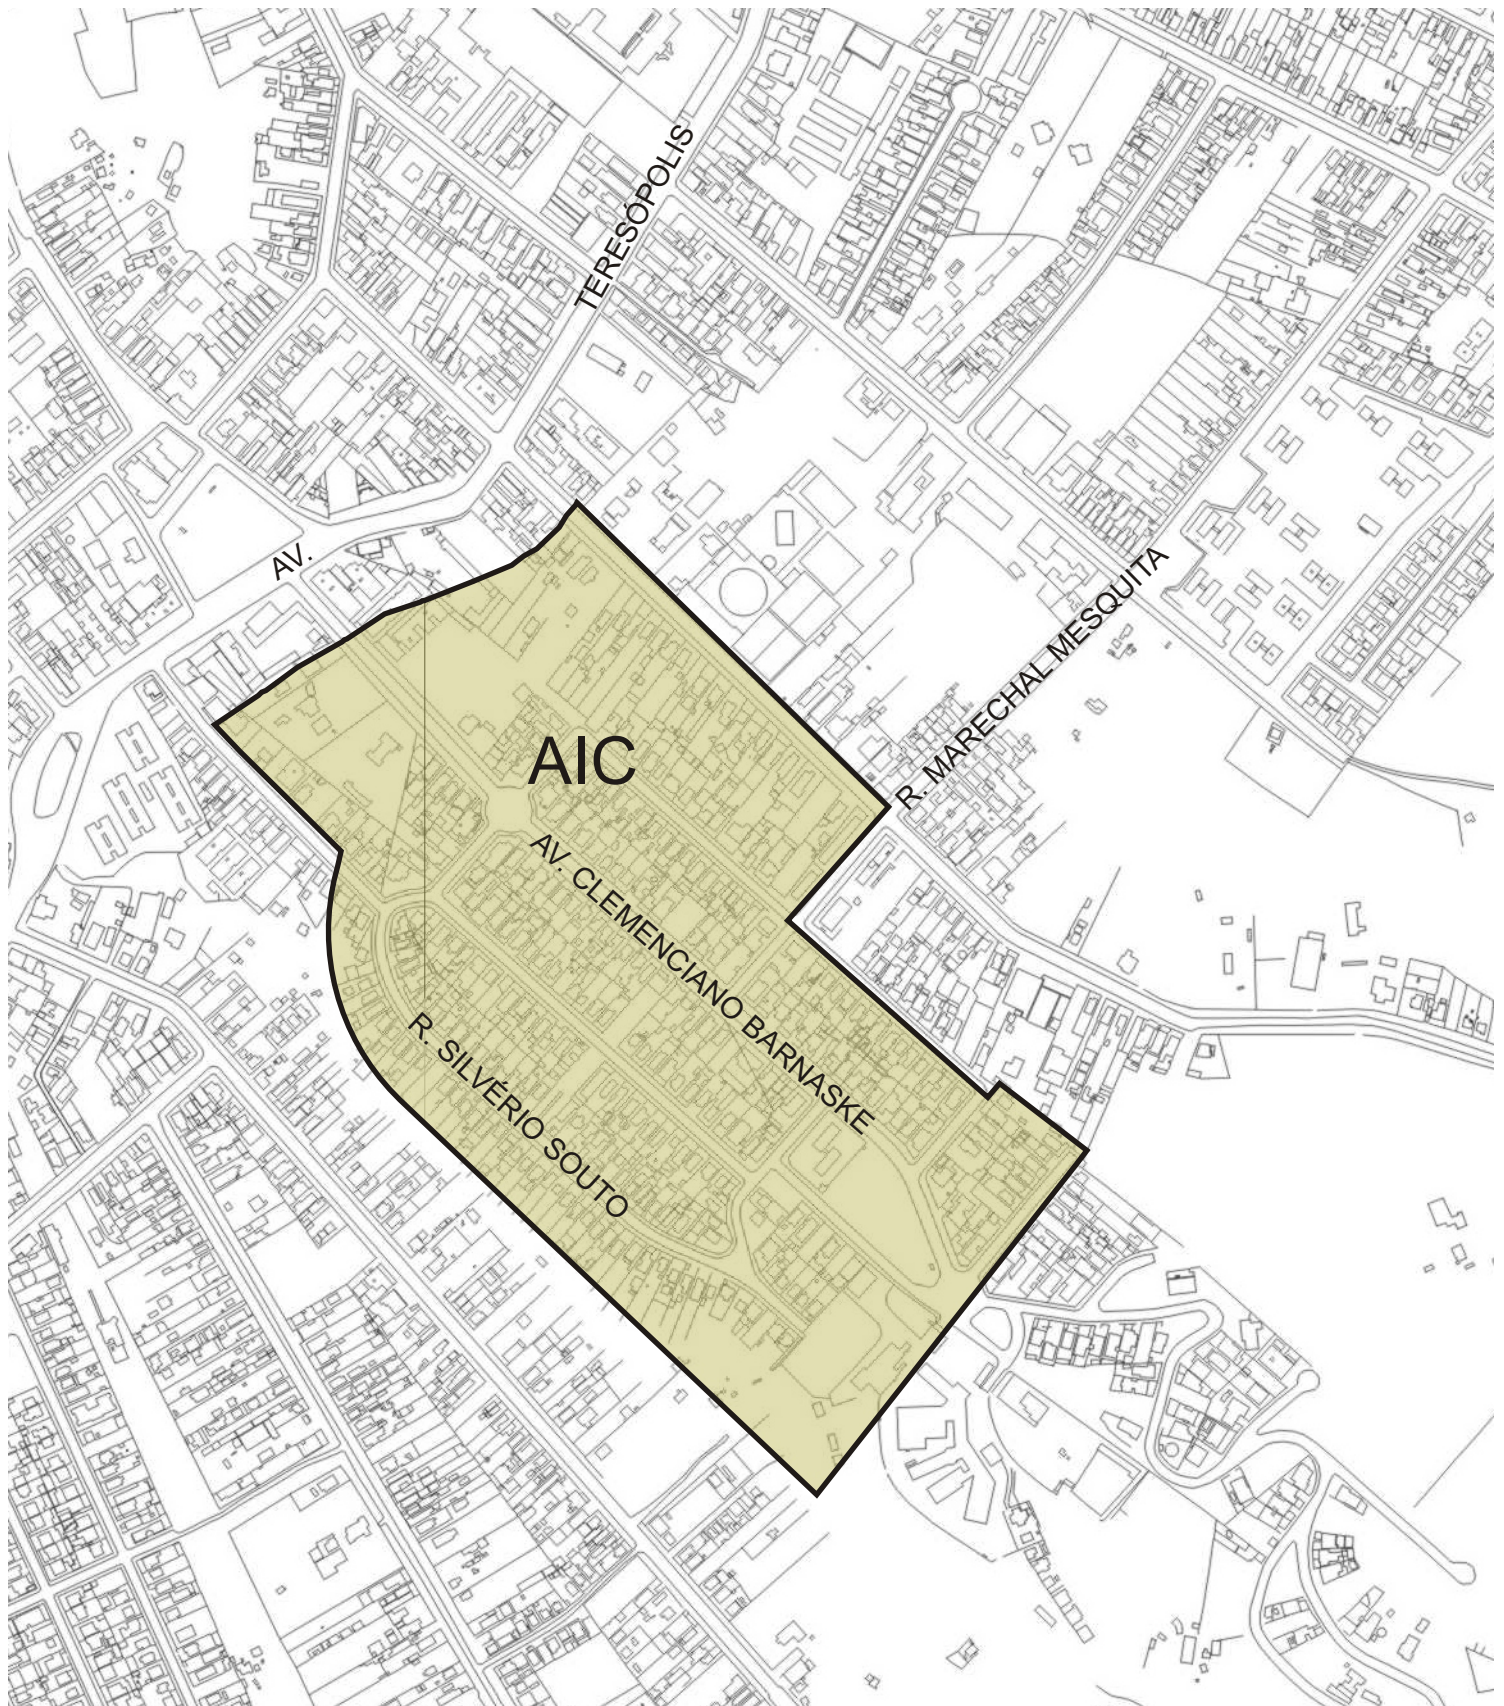 AV.
TERESÓPOLIS
R. MARECHAL MESQUITA
AIC
AV. CLEMENCIANO BARNASKE
R. SILVÉRIO SOUTO